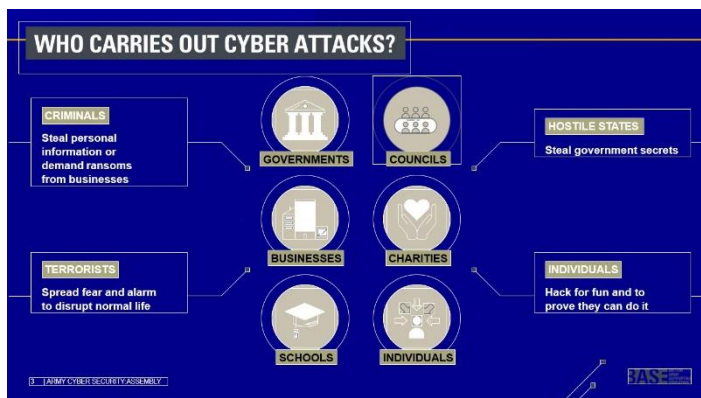 WHO CARRIES OUT CYBER ATTACKS?
CRIMINALS
Steal personal
information or
demand ransoms
from businesses
TERRORISTS
Spread fear and alarm
to disrupt normal life
GOVERNMENTS
COUNCILS
BUSINESSES
CHARITIES
SCHOOLS
INDIVIDUALS
HOSTILE STATES
Steal government secrets
INDIVIDUALS
Hack for fun and to
prove they can do it
3 | ARMY CYBER SECURITY:ASSEMBLY
BASE